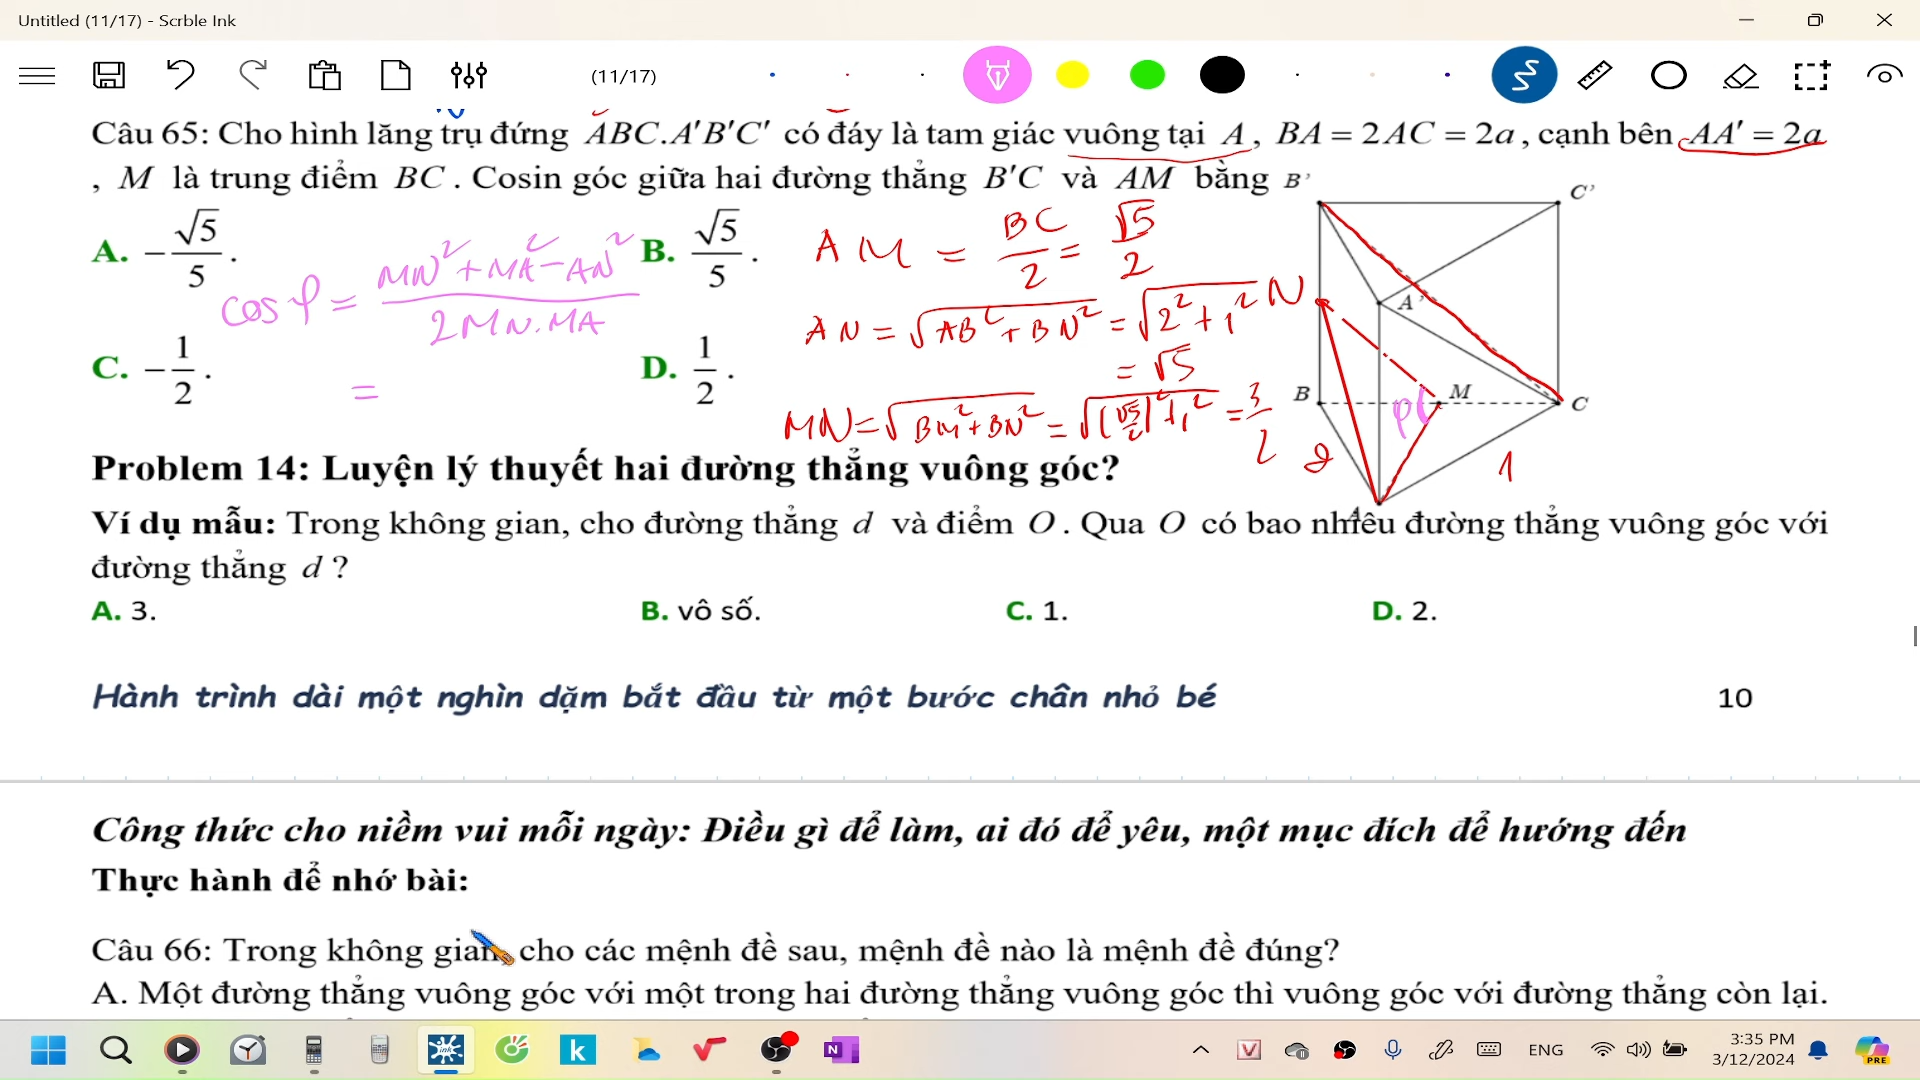 Untitled (11/17) - Scrble Ink
(11/17)
Câu 65: Cho hình lăng trụ đứng ABC.A'B'C' có đáy là tam giác vuông tại A, BA = 2AC = 2a, cạnh bên AA' = 2a
, M là trung điểm BC. Cosin góc giữa hai đường thẳng B'C và AM bằng
A. -√5/5.
B. √5/5.
C. -1/2.
D. 1/2.
cos φ = (MN² + MA² - AN²)/(2MN.MA)
=
AM = BC/2 = √5/2
AN = √(AB² + BN²) = √(2² + 1²)
= √5
MN = √(BM² + BN²) = √((√5/2)² + 1²) = 3/2
B'
C'
A'
N
B
M
C
φ
2
1
A
Problem 14: Luyện lý thuyết hai đường thẳng vuông góc?
Ví dụ mẫu: Trong không gian, cho đường thẳng d và điểm O. Qua O có bao nhiêu đường thẳng vuông góc với
đường thẳng d ?
A. 3.
B. vô số.
C. 1.
D. 2.
Hành trình dài một nghìn dặm bắt đầu từ một bước chân nhỏ bé
10
Công thức cho niềm vui mỗi ngày: Điều gì để làm, ai đó để yêu, một mục đích để hướng đến
Thực hành để nhớ bài:
Câu 66: Trong không gian, cho các mệnh đề sau, mệnh đề nào là mệnh đề đúng?
A. Một đường thẳng vuông góc với một trong hai đường thẳng vuông góc thì vuông góc với đường thẳng còn lại.
ENG
3:35 PM
3/12/2024
PRE